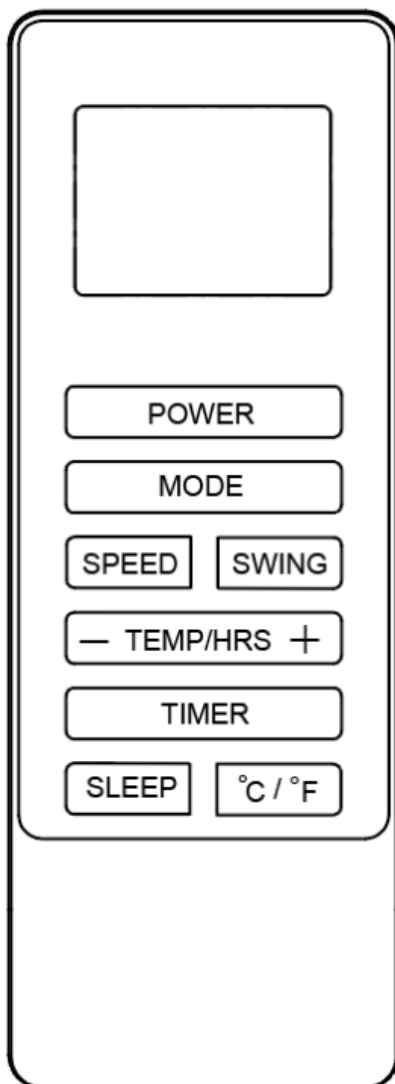 POWER
MODE
SPEED SWING
— TEMP/HRS +
TIMER
SLEEP °C / °F